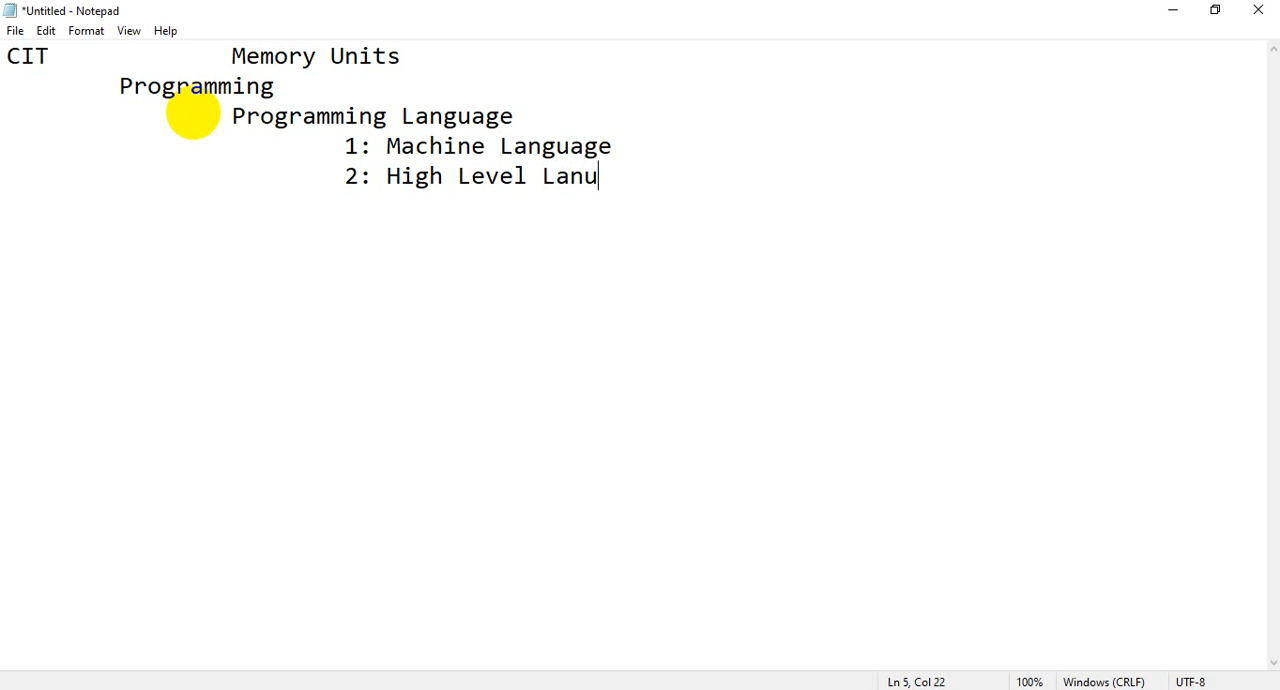 *Untitled - Notepad
File Edit Format View Help
CIT Memory Units
Programming
Programming Language
1: Machine Language
2: High Level Lanu
Ln 5, Col 22 100% Windows (CRLF) UTF-8